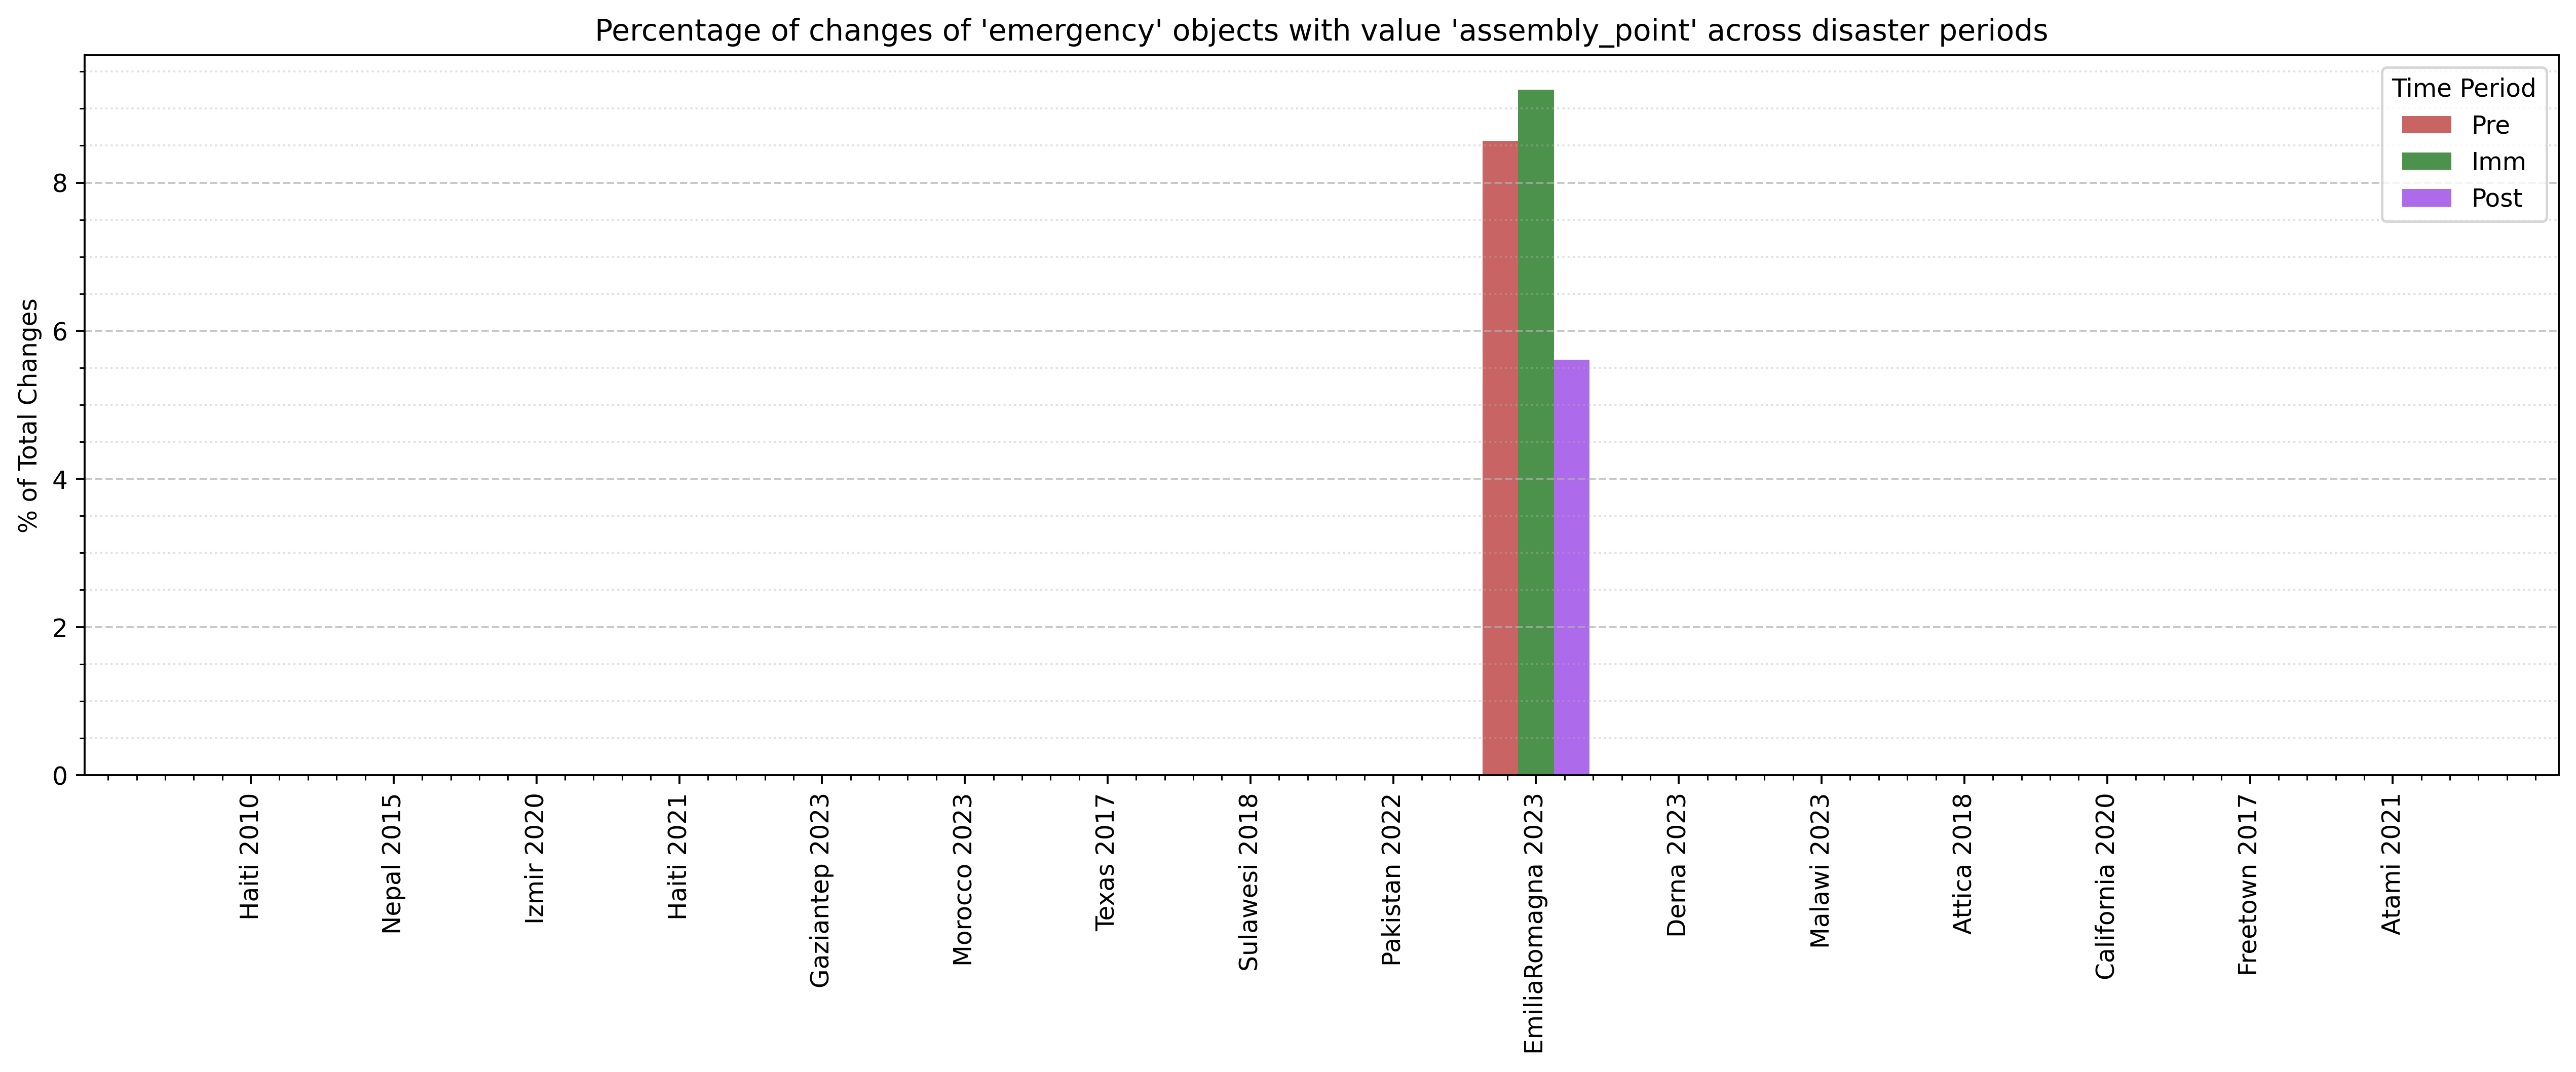 Percentage of changes of 'emergency' objects with value 'assembly_point' across disaster periods
Time Period
Pre
Imm
Post
% of Total Changes
8
6
4
2
0
Haiti 2010
Nepal 2015
Izmir 2020
Haiti 2021
Gaziantep 2023
Morocco 2023
Texas 2017
Sulawesi 2018
Pakistan 2022
EmiliaRomagna 2023
Derna 2023
Malawi 2023
Attica 2018
California 2020
Freetown 2017
Atami 2021